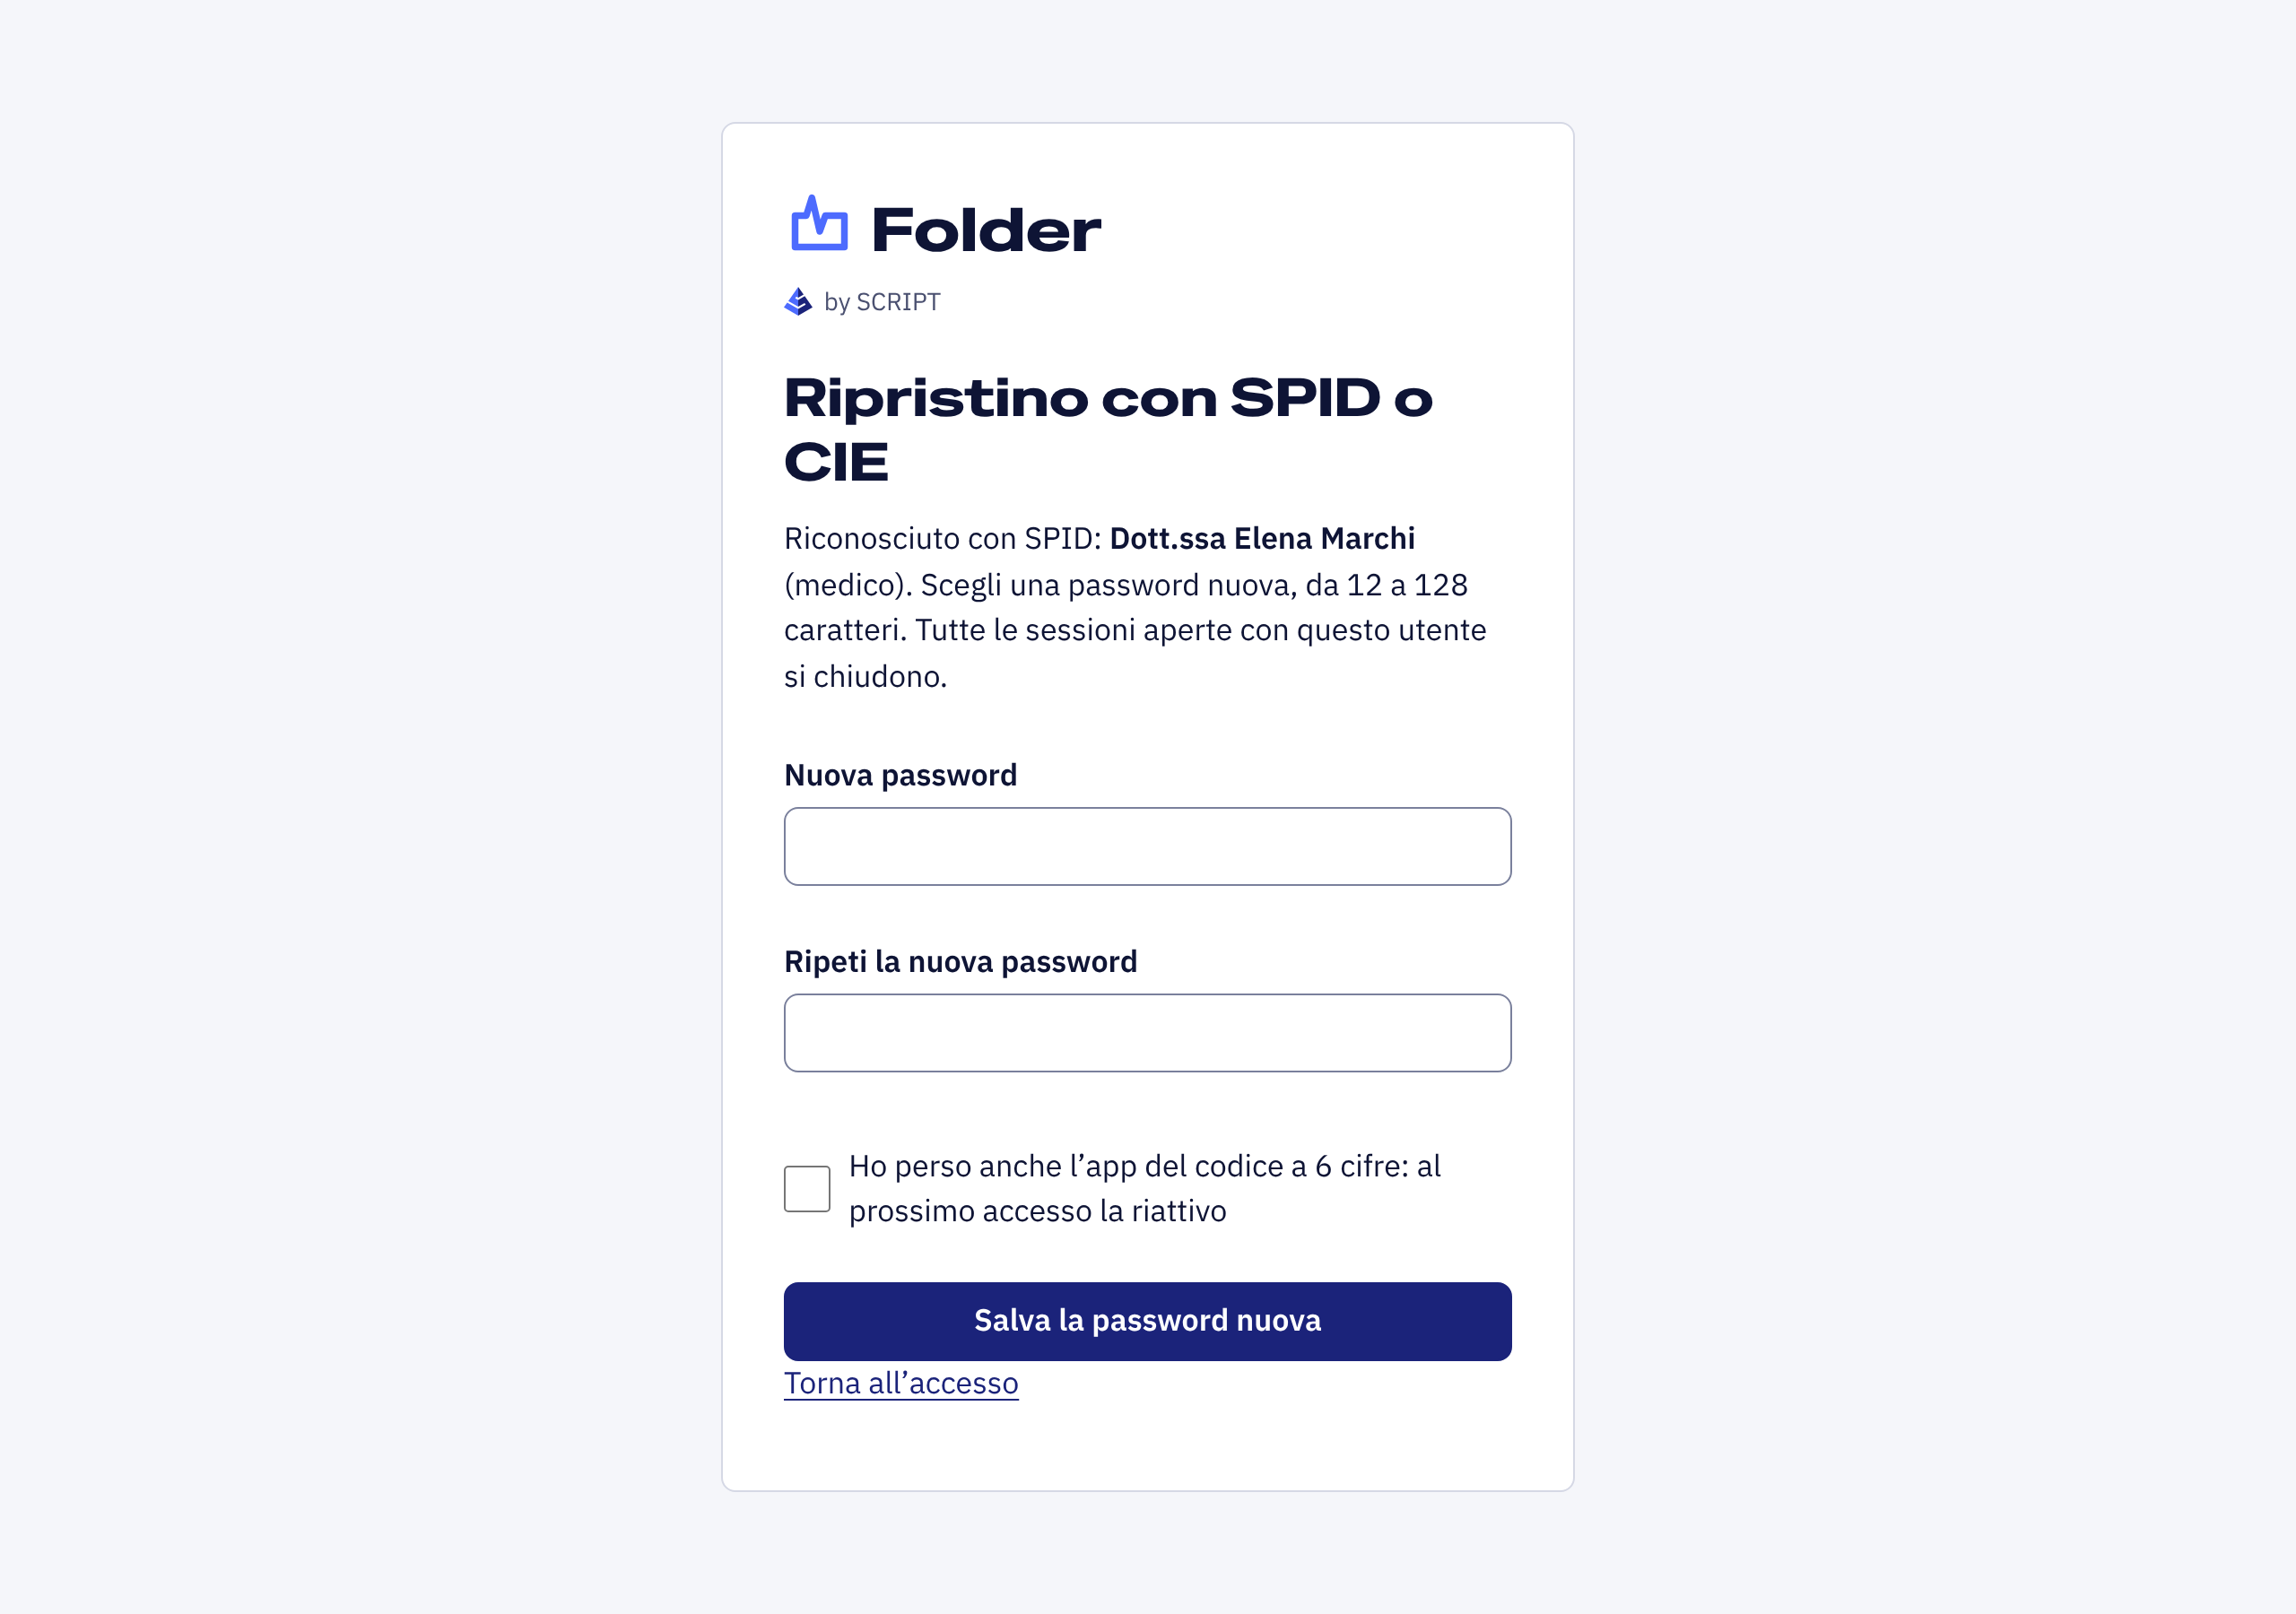 Folder
by SCRIPT
Ripristino con SPID o
CIE
Riconosciuto con SPID: Dott.ssa Elena Marchi
(medico). Scegli una password nuova, da 12 a 128
caratteri. Tutte le sessioni aperte con questo utente
si chiudono.
Nuova password
Ripeti la nuova password
Ho perso anche l’app del codice a 6 cifre: al
prossimo accesso la riattivo
Salva la password nuova
Torna all’accesso